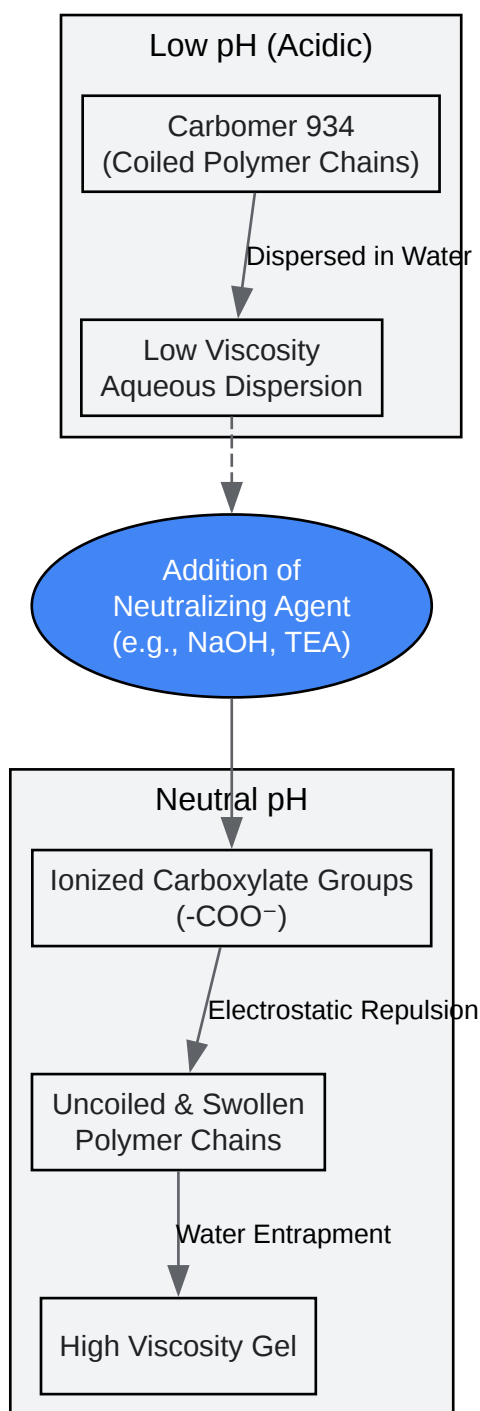 Low pH (Acidic)
Carbomer 934
(Coiled Polymer Chains)
Dispersed in Water
Low Viscosity
Aqueous Dispersion
Addition of
Neutralizing Agent
(e.g., NaOH, TEA)
Neutral pH
Ionized Carboxylate Groups
(-COO⁻)
Electrostatic Repulsion
Uncoiled & Swollen
Polymer Chains
Water Entrapment
High Viscosity Gel